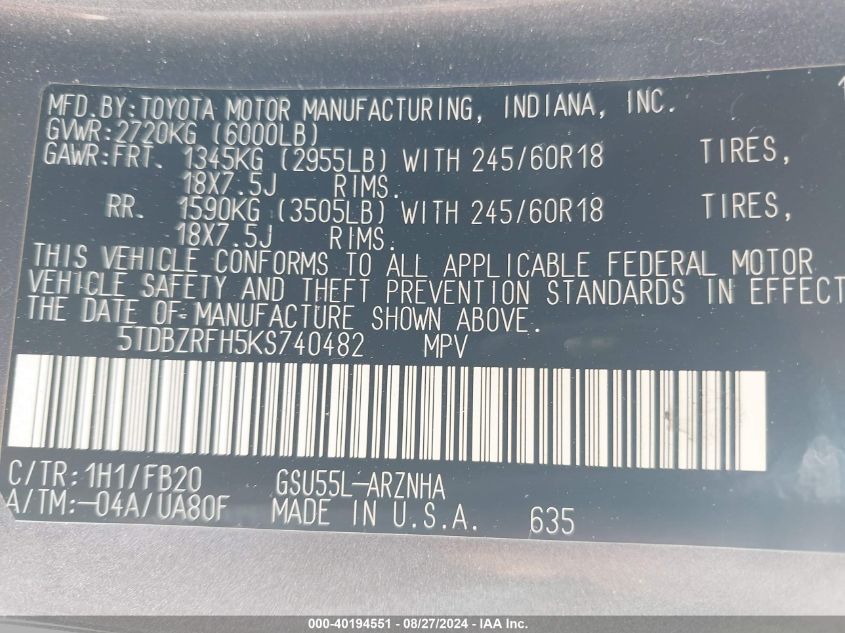 MFD.BY:TOYOTA MOTOR MANUFACTURING, INDIANA, INC.
GVWR:2720KG (6000LB)
GAWR:FRT. 1345KG (2955LB) WITH 245/60R18 TIRES,
18X7.5J RIMS.
RR. 1590KG (3505LB) WITH 245/60R18 TIRES,
18X7.5J RIMS.
THIS VEHICLE CONFORMS TO ALL APPLICABLE FEDERAL MOTOR
VEHICLE SAFETY AND THEFT PREVENTION STANDARDS IN EFFECT
THE DATE OF MANUFACTURE SHOWN ABOVE.
5TDBZRFH5KS740482 MPV
C/TR:1H1/FB20 GSU55L-ARZNHA
A/TM:-04A/UA80F MADE IN U.S.A. 635
000-40194551 - 08/27/2024 - IAA Inc.